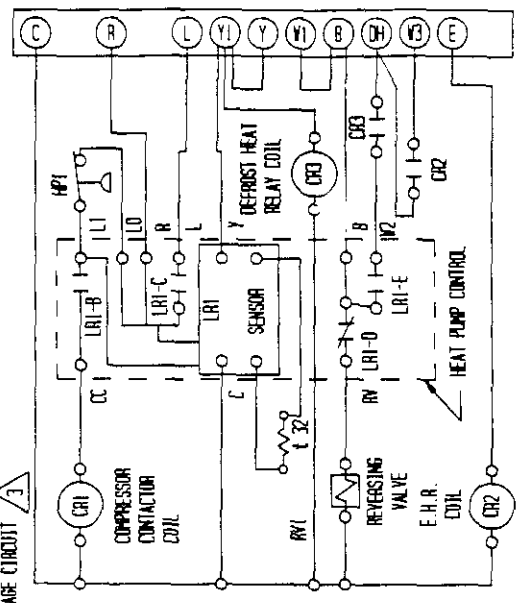 C
R
L
Y1
Y
W1
B
DH
W3
E
HP1
L1
LO
R
L
Y
B
W2
DEFROST HEAT
RELAY COIL
CR3
CR3
CR2
LR1-B
LR1-C
LR1
SENSOR
LR1-D
LR1-E
HEAT PUMP CONTROL
CC
C
RV
t 32
RV1
AGE CIRCUIT
3
CR1
COMPRESSOR
CONTACTOR
COIL
REVERSING
VALVE
E.H.R.
COIL
CR2